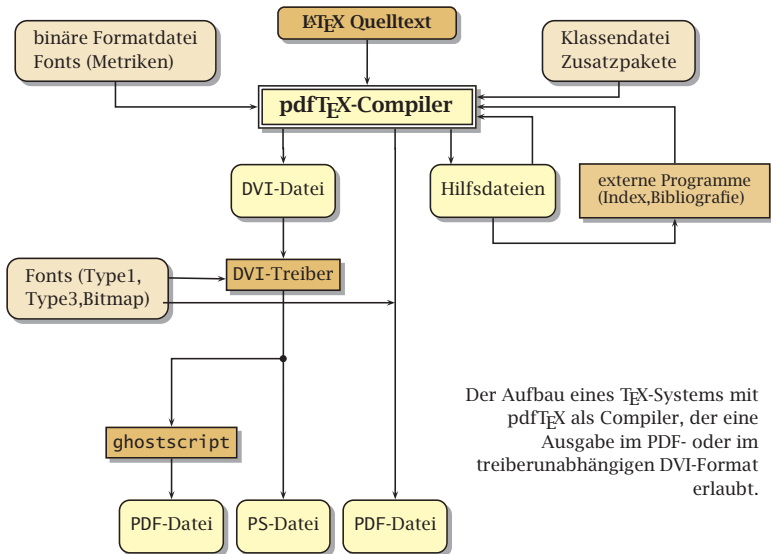 LATEX Quelltext
binäre Formatdatei
Fonts (Metriken)
Klassendatei
Zusatzpakete
pdfTEX-Compiler
DVI-Datei
Hilfsdateien
externe Programme
(Index,Bibliografie)
Fonts (Type1,
Type3,Bitmap)
DVI-Treiber
Der Aufbau eines TEX-Systems mit
pdfTEX als Compiler, der eine
Ausgabe im PDF- oder im
treiberunabhängigen DVI-Format
erlaubt.
ghostscript
PDF-Datei
PS-Datei
PDF-Datei